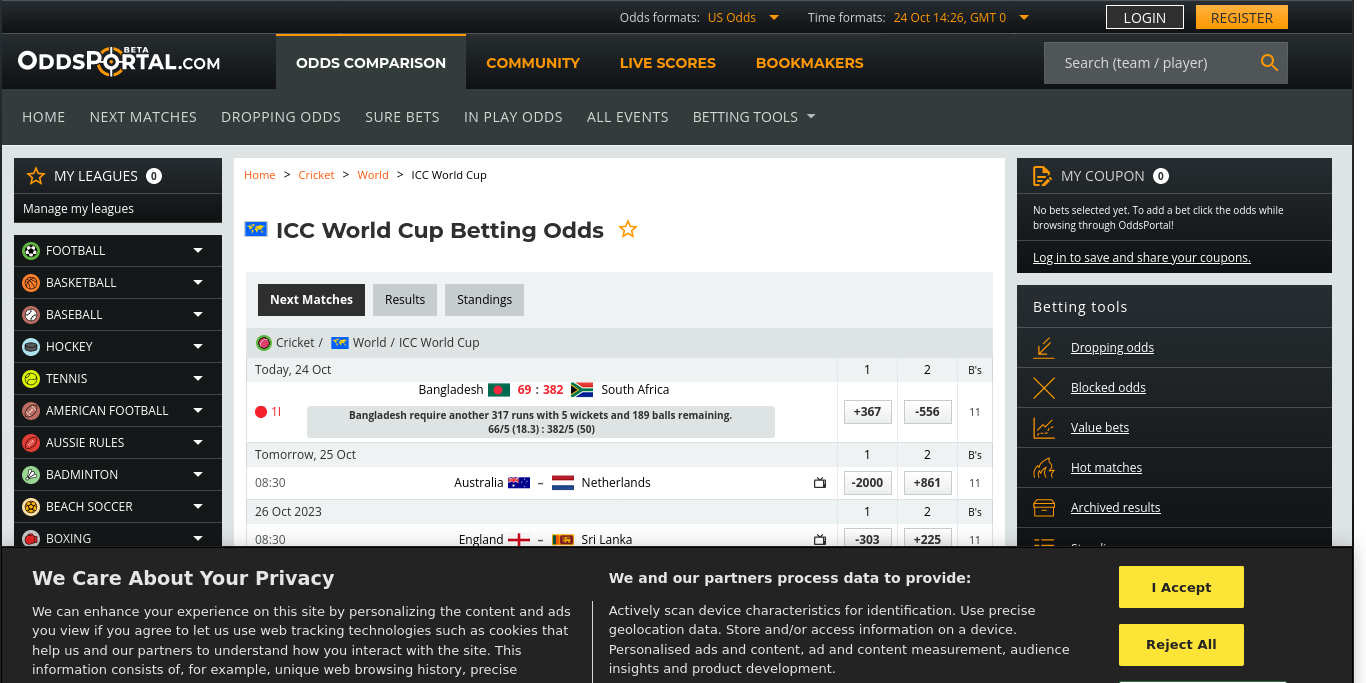 Odds formats: US Odds Time formats: 24 Oct 14:26, GMT 0 LOGIN REGISTER
ODDSPORTAL.COM BETA
ODDS COMPARISON COMMUNITY LIVE SCORES BOOKMAKERS
Search (team / player)
HOME NEXT MATCHES DROPPING ODDS SURE BETS IN PLAY ODDS ALL EVENTS BETTING TOOLS
MY LEAGUES 0
Manage my leagues
FOOTBALL
BASKETBALL
BASEBALL
HOCKEY
TENNIS
AMERICAN FOOTBALL
AUSSIE RULES
BADMINTON
BEACH SOCCER
BOXING
Home > Cricket > World > ICC World Cup
ICC World Cup Betting Odds
Next Matches Results Standings
Cricket / World / ICC World Cup
Today, 24 Oct 1 2 B's
Bangladesh 69 : 382 South Africa
1I
Bangladesh require another 317 runs with 5 wickets and 189 balls remaining.
66/5 (18.3) : 382/5 (50)
+367 -556 11
Tomorrow, 25 Oct 1 2 B's
08:30 Australia – Netherlands -2000 +861 11
26 Oct 2023 1 2 B's
08:30 England – Sri Lanka -303 +225 11
MY COUPON 0
No bets selected yet. To add a bet click the odds while
browsing through OddsPortal!
Log in to save and share your coupons.
Betting tools
Dropping odds
Blocked odds
Value bets
Hot matches
Archived results
We Care About Your Privacy
We can enhance your experience on this site by personalizing the content and ads
you view if you agree to let us use web tracking technologies such as cookies that
help us and our partners to understand how you interact with the site. This
information consists of, for example, unique web browsing history, precise
We and our partners process data to provide:
Actively scan device characteristics for identification. Use precise
geolocation data. Store and/or access information on a device.
Personalised ads and content, ad and content measurement, audience
insights and product development.
I Accept
Reject All